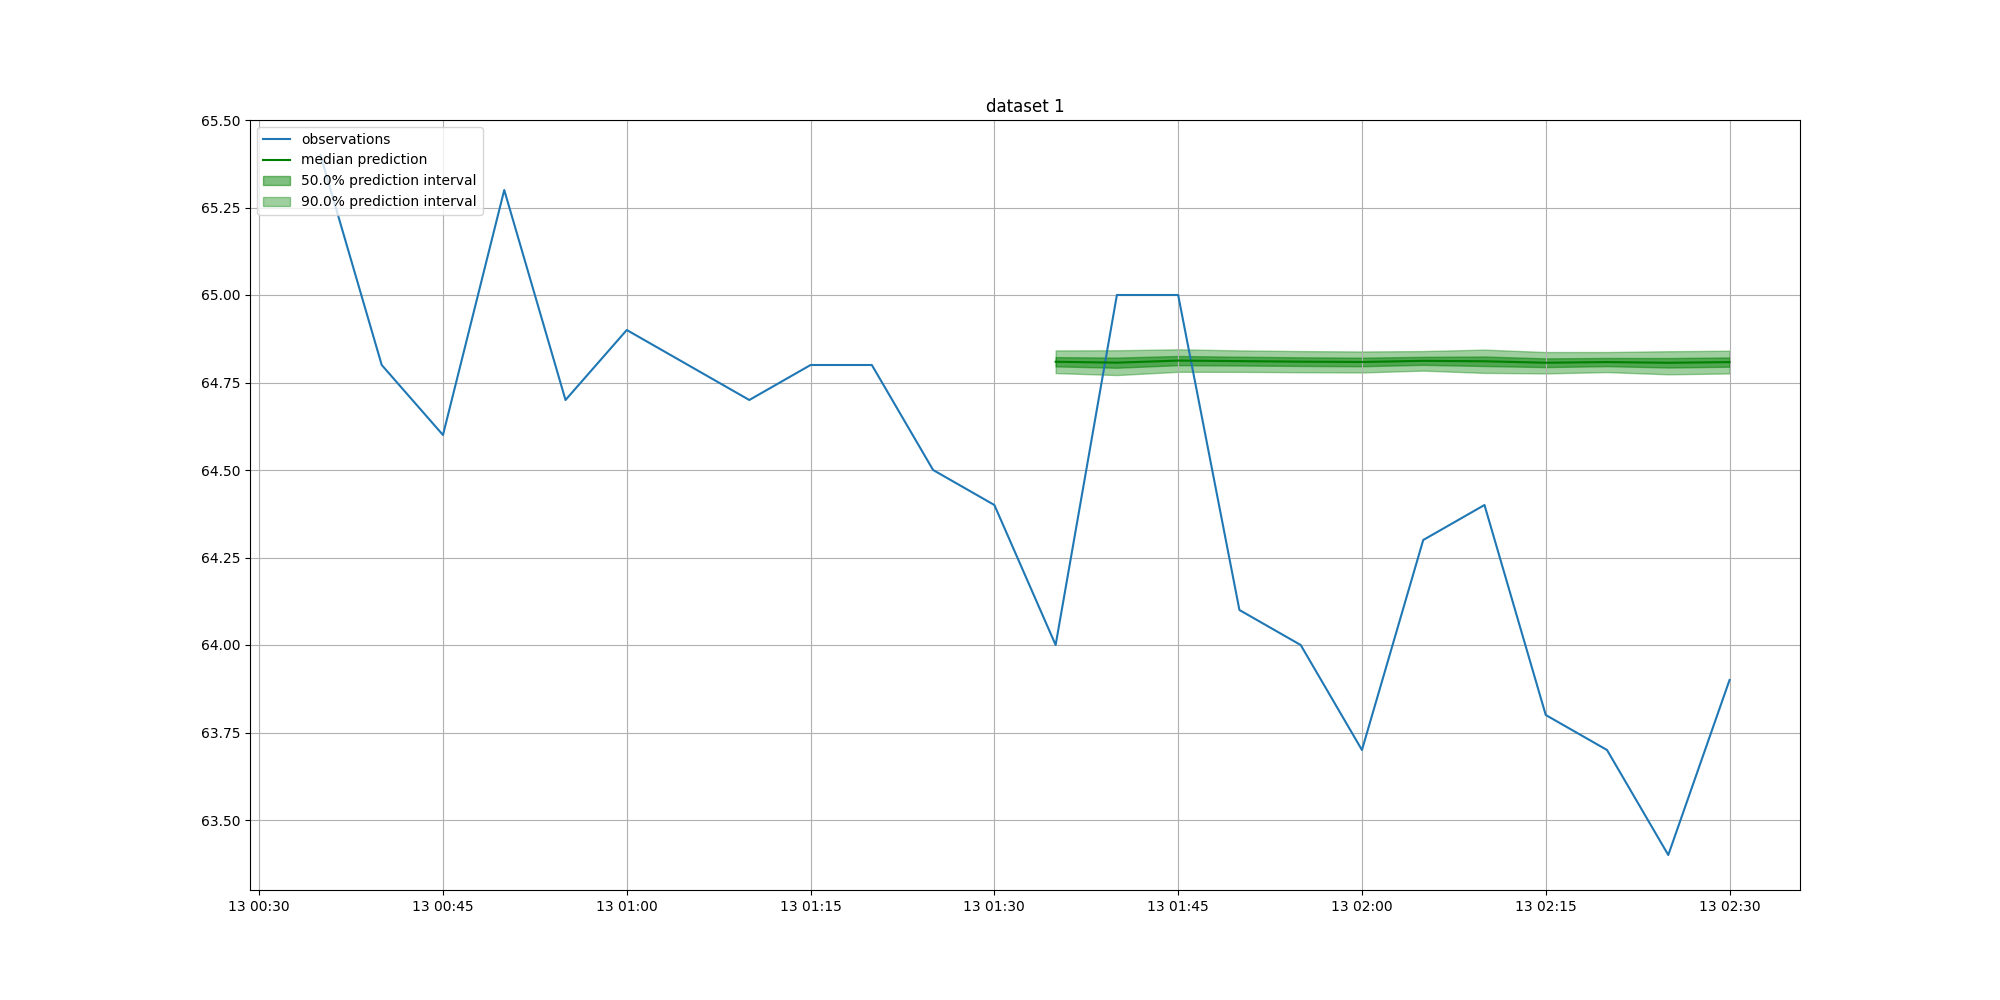 dataset 1
65.50
65.25
65.00
64.75
64.50
64.25
64.00
63.75
63.50
observations
median prediction
50.0% prediction interval
90.0% prediction interval
13 00:30 13 00:45 13 01:00 13 01:15 13 01:30 13 01:45 13 02:00 13 02:15 13 02:30